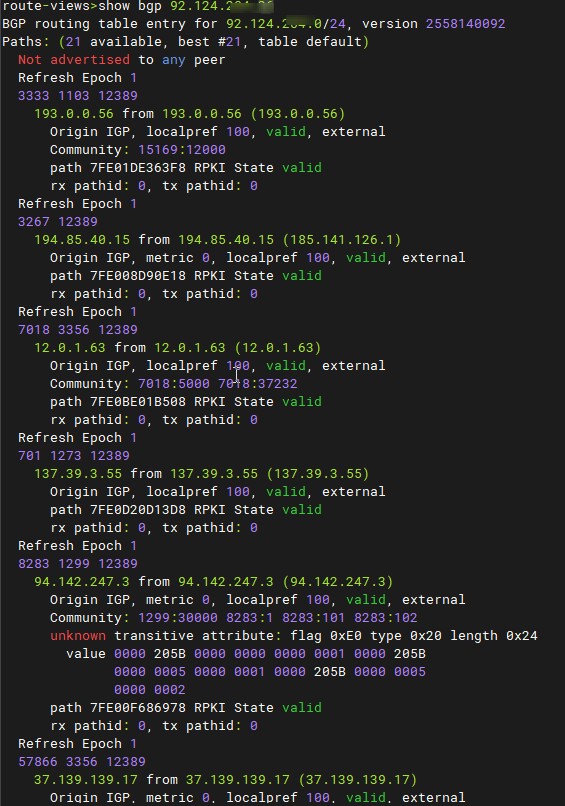 route-views>show bgp 92.124.
BGP routing table entry for 92.124. .0/24, version 2558140092
Paths: (21 available, best #21, table default)
Not advertised to any peer
Refresh Epoch 1
3333 1103 12389
193.0.0.56 from 193.0.0.56 (193.0.0.56)
Origin IGP, localpref 100, valid, external
Community: 15169:12000
path 7FE01DE363F8 RPKI State valid
rx pathid: 0, tx pathid: 0
Refresh Epoch 1
3267 12389
194.85.40.15 from 194.85.40.15 (185.141.126.1)
Origin IGP, metric 0, localpref 100, valid, external
path 7FE008D90E18 RPKI State valid
rx pathid: 0, tx pathid: 0
Refresh Epoch 1
7018 3356 12389
12.0.1.63 from 12.0.1.63 (12.0.1.63)
Origin IGP, localpref 100, valid, external
Community: 7018:5000 7018:37232
path 7FE0BE01B508 RPKI State valid
rx pathid: 0, tx pathid: 0
Refresh Epoch 1
701 1273 12389
137.39.3.55 from 137.39.3.55 (137.39.3.55)
Origin IGP, localpref 100, valid, external
path 7FE0D20D13D8 RPKI State valid
rx pathid: 0, tx pathid: 0
Refresh Epoch 1
8283 1299 12389
94.142.247.3 from 94.142.247.3 (94.142.247.3)
Origin IGP, metric 0, localpref 100, valid, external
Community: 1299:30000 8283:1 8283:101 8283:102
unknown transitive attribute: flag 0xE0 type 0x20 length 0x24
value 0000 205B 0000 0000 0000 0001 0000 205B
0000 0005 0000 0001 0000 205B 0000 0005
0000 0002
path 7FE00F686978 RPKI State valid
rx pathid: 0, tx pathid: 0
Refresh Epoch 1
57866 3356 12389
37.139.139.17 from 37.139.139.17 (37.139.139.17)
Origin IGP, metric 0, localpref 100, valid, external